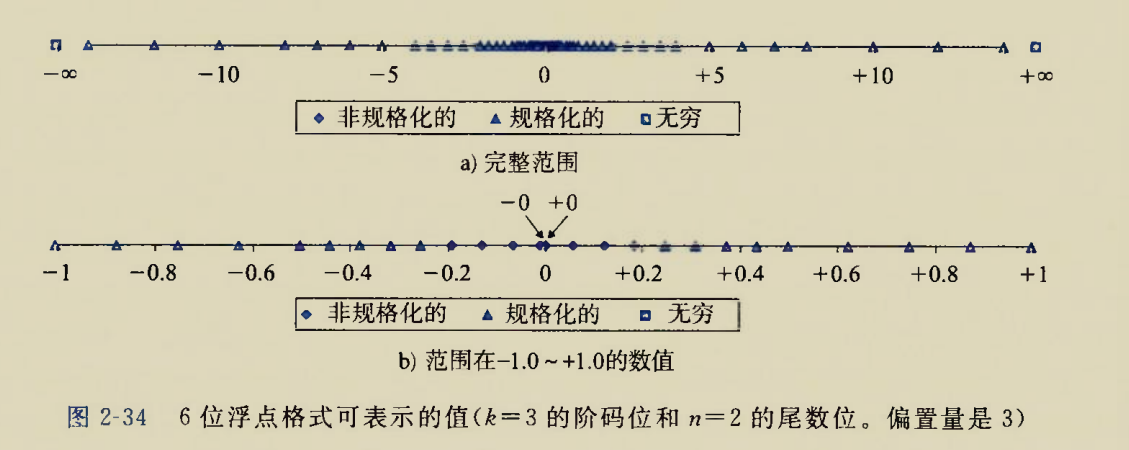 −∞ −10 −5 0 +5 +10 +∞
非规格化的 规格化的 无穷
a) 完整范围
−0 +0
−1 −0.8 −0.6 −0.4 −0.2 0 +0.2 +0.4 +0.6 +0.8 +1
非规格化的 规格化的 无穷
b) 范围在−1.0~+1.0的数值
图 2-34 6 位浮点格式可表示的值(k=3 的阶码位和 n=2 的尾数位。偏置量是 3)